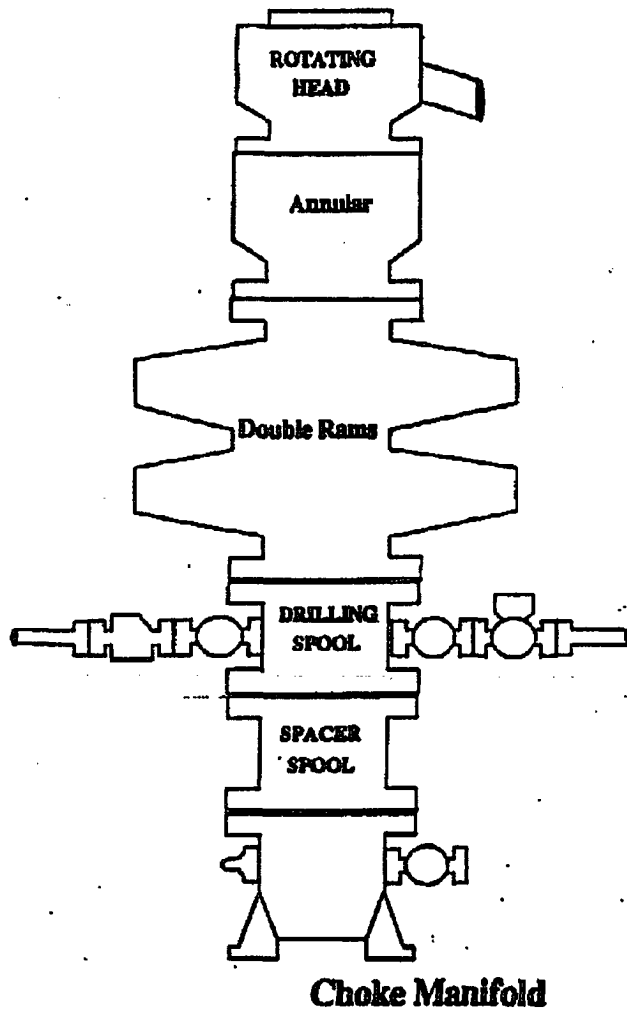 ROTATING
HEAD
Annular
Double Rams
DRILLING
SPOOL
SPACER
SPOOL
Choke Manifold